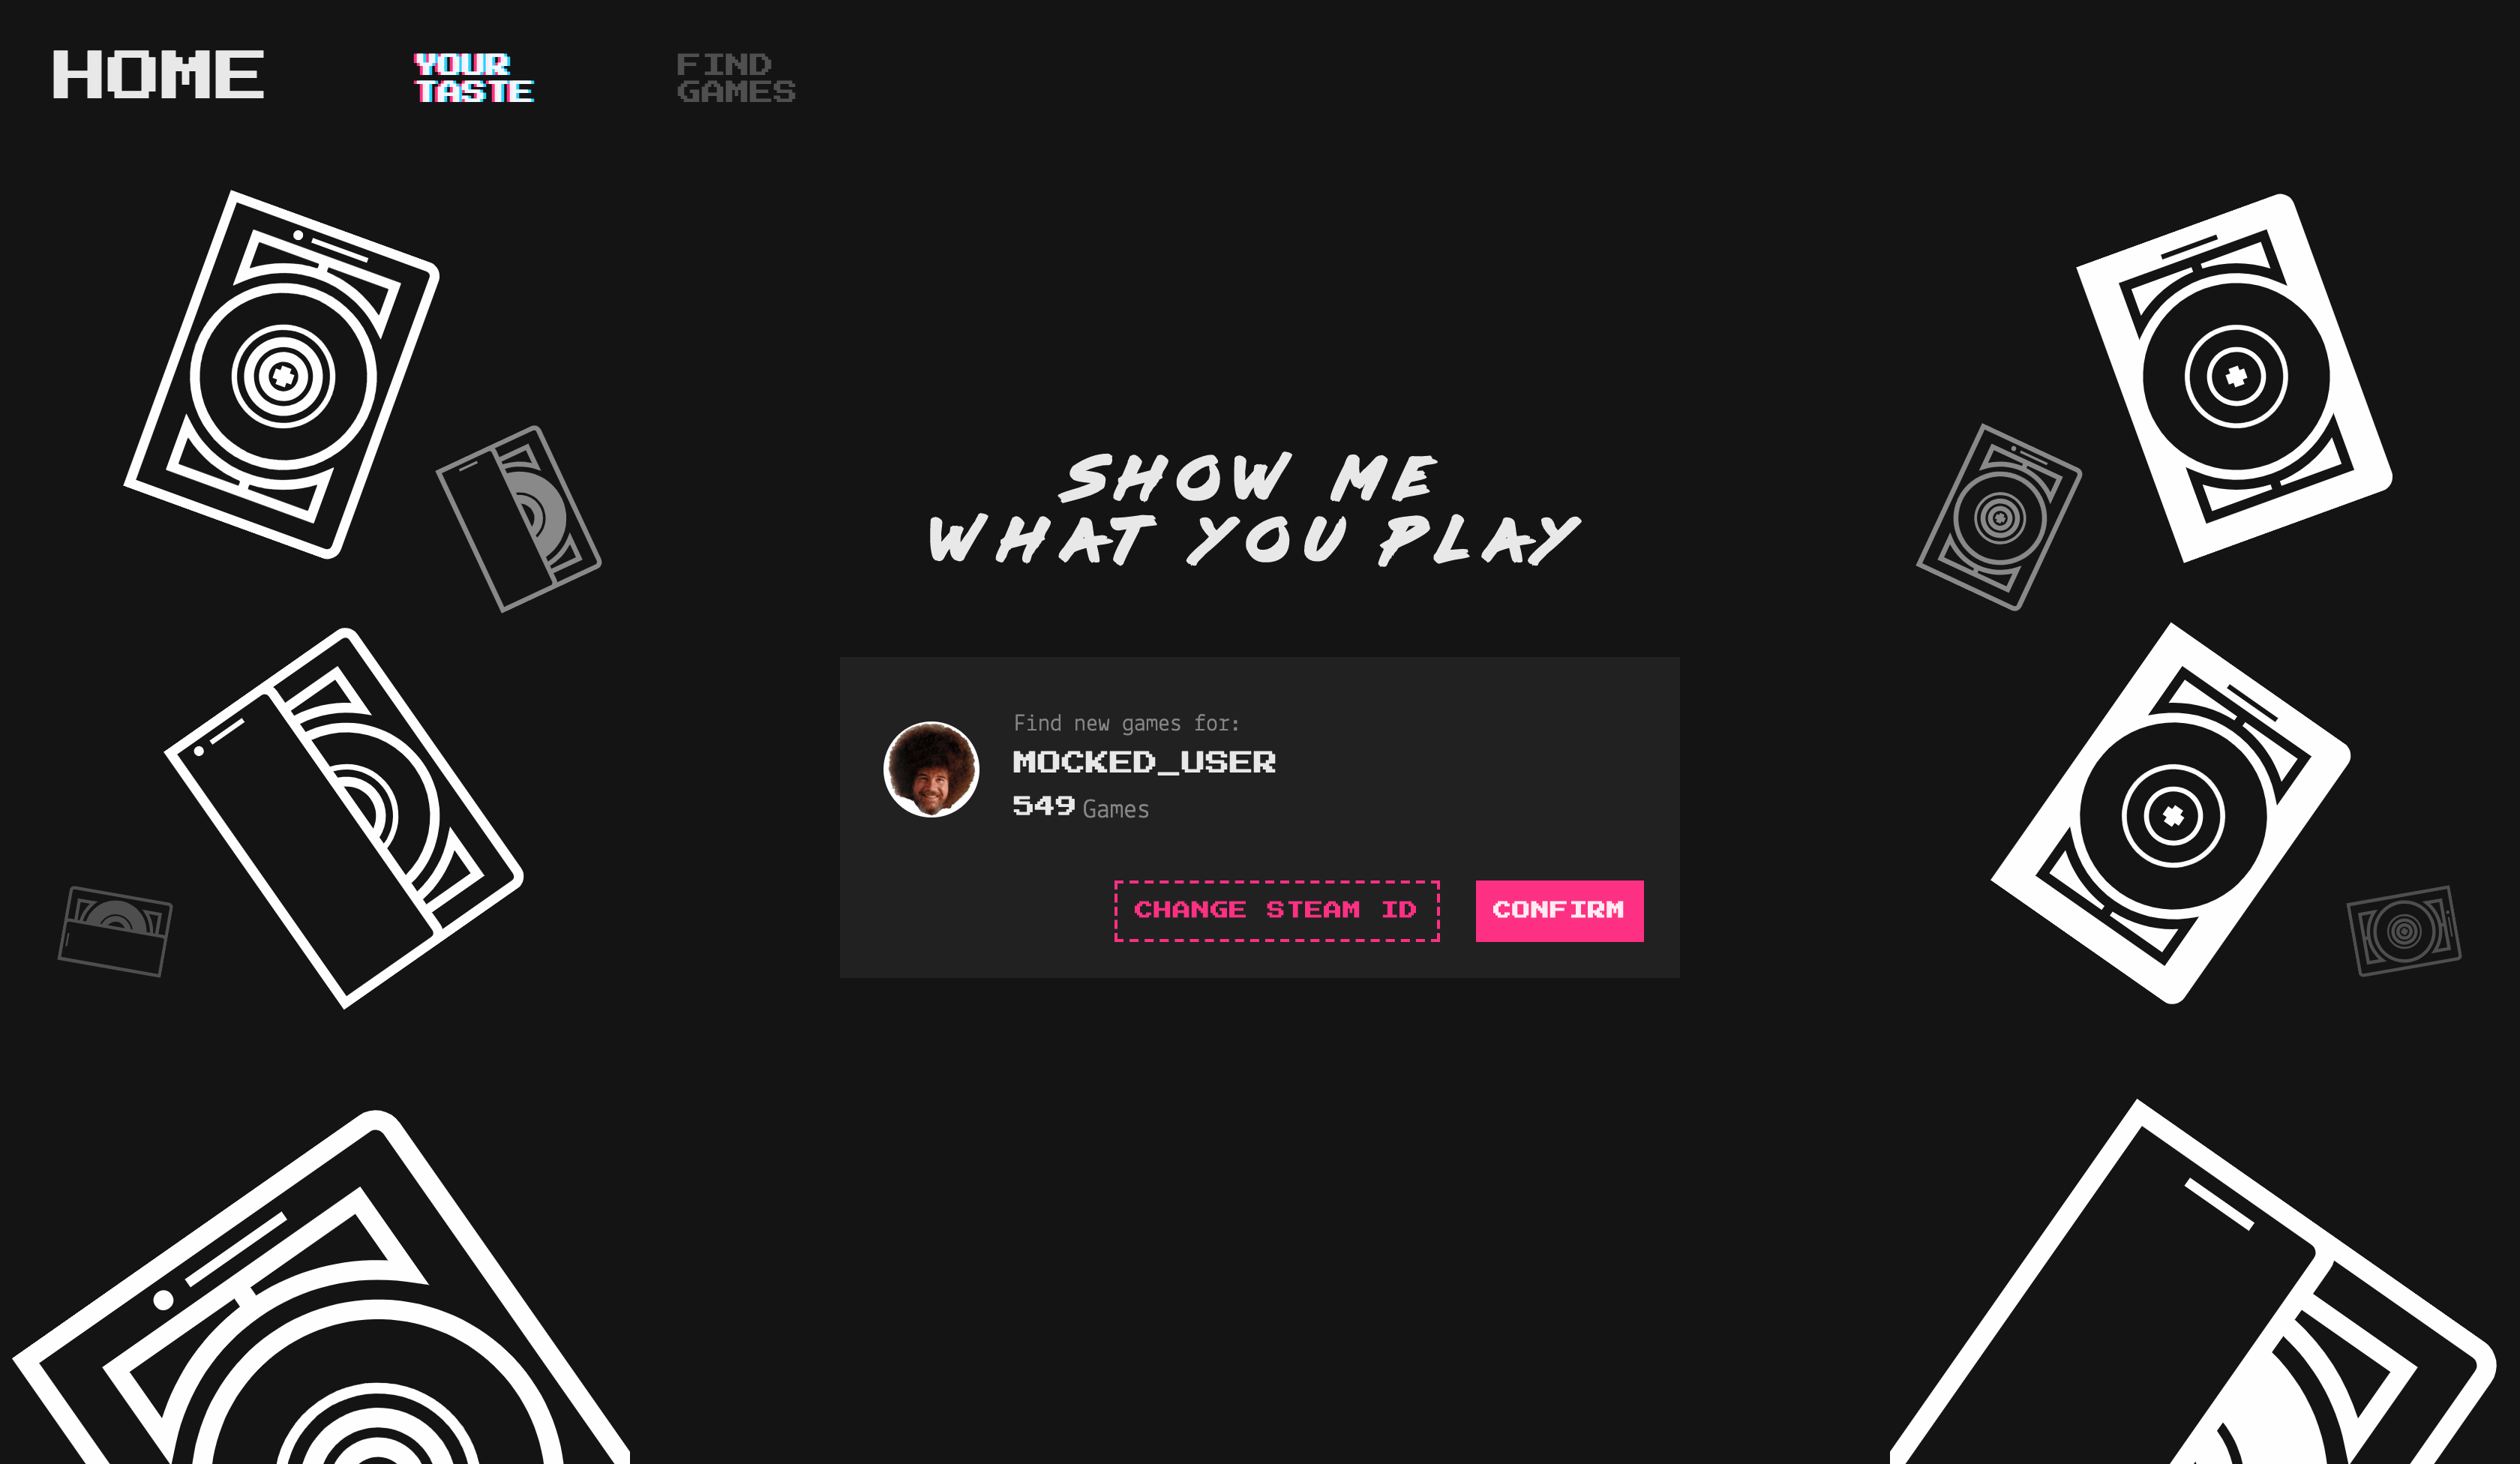 HOME
YOUR
TASTE
FIND
GAMES
SHOW ME
WHAT YOU PLAY
Find new games for:
MOCKED_USER
549 Games
CHANGE STEAM ID
CONFIRM